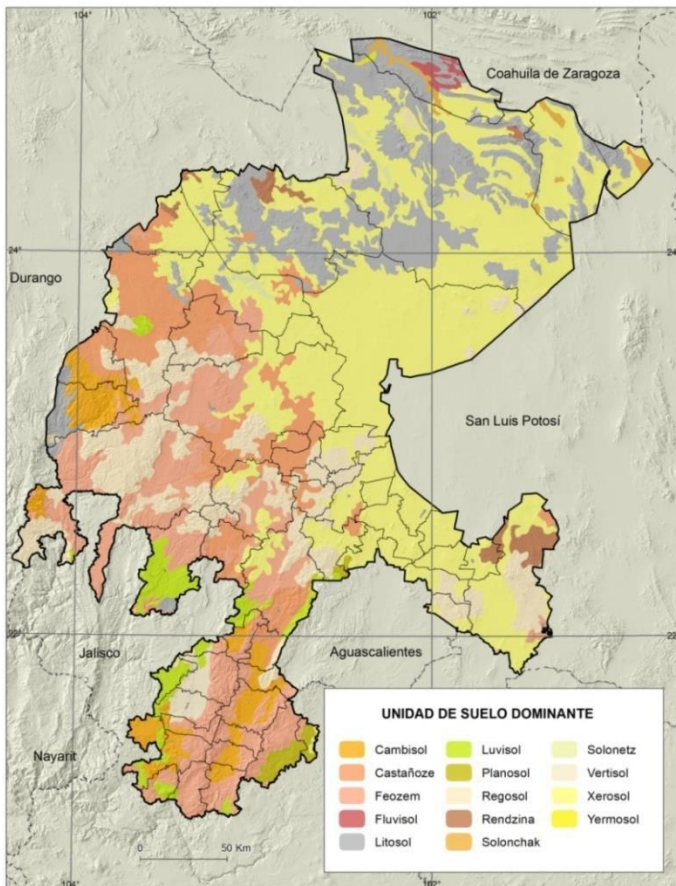 104°
102°
Coahuila de Zaragoza
24°
24
Durango
San Luis Potosí
22°
22
Jalisco
Aguascalientes
Nayarit
UNIDAD DE SUELO DOMINANTE
Cambisol
Castañoze
Feozem
Fluvisol
Litosol
Luvisol
Planosol
Regosol
Rendzina
Solonchak
Solonetz
Vertisol
Xerosol
Yermosol
0 50 Km
104°
102°